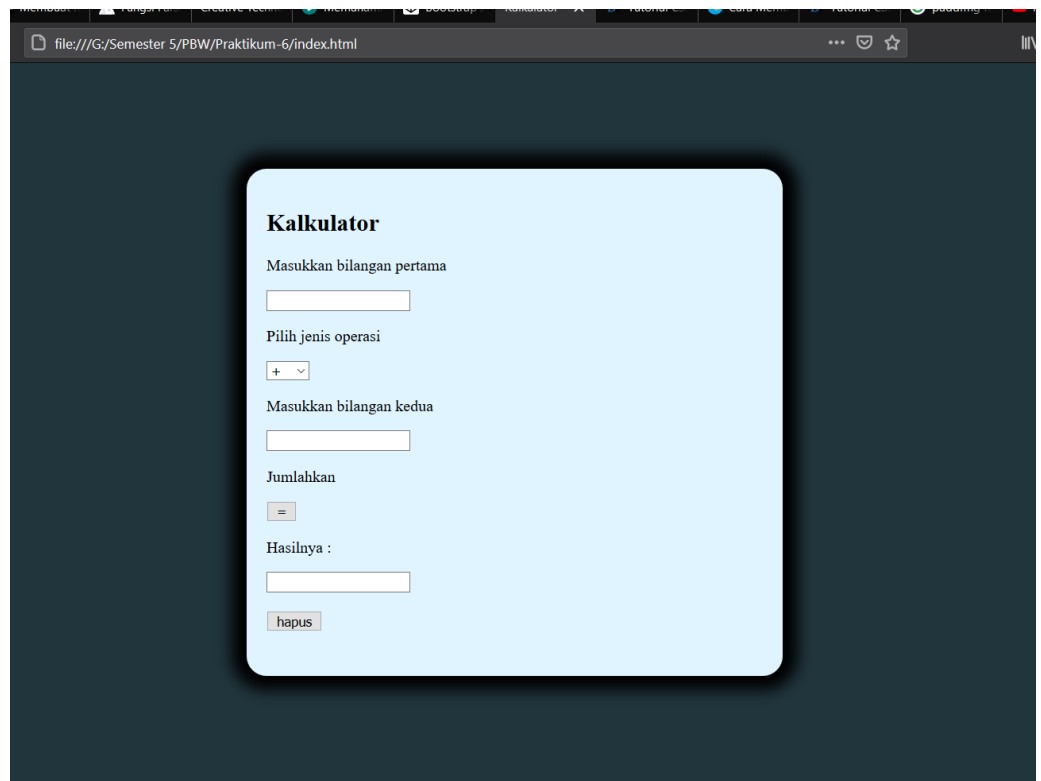 file:///G:/Semester 5/PBW/Praktikum-6/index.html
Kalkulator
Masukkan bilangan pertama
Pilih jenis operasi
+
Masukkan bilangan kedua
Jumlahkan
=
Hasilnya :
hapus